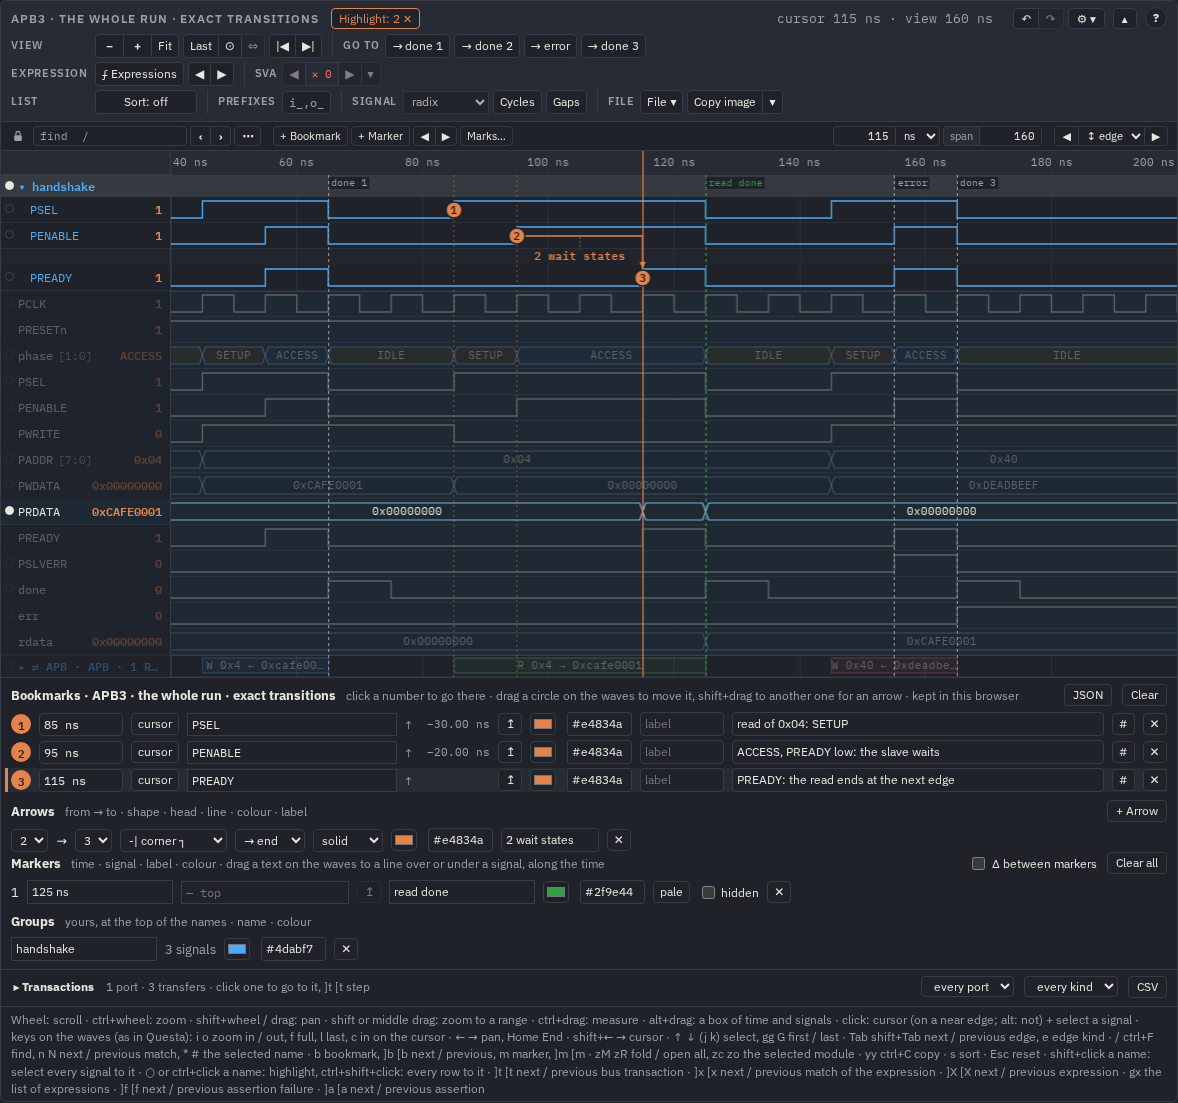 APB3 · THE WHOLE RUN · EXACT TRANSITIONS Highlight: 2 ✕ cursor 115 ns · view 160 ns ↶ ↷ ⚙ ▾ ▲ ?
VIEW − + Fit Last ⊙ ⇔ |◀ ▶| GO TO → done 1 → done 2 → error → done 3
EXPRESSION ⨍ Expressions ◀ ▶ SVA ◀ × 0 ▶ ▾
LIST Sort: off PREFIXES i_,o_ SIGNAL radix Cycles Gaps FILE File ▾ Copy image ▾
find / ‹ › ··· + Bookmark + Marker ◀ ▶ Marks... 115 ns span 160 ◀ ↕ edge ▶
40 ns 60 ns 80 ns 100 ns 120 ns 140 ns 160 ns 180 ns 200 ns
▾ handshake done 1 read done error done 3
PSEL 1 1
PENABLE 1 2
2 wait states
PREADY 1 3
PCLK 1
PRESETn 1
phase [1:0] ACCESS SETUP ACCESS IDLE SETUP ACCESS IDLE SETUP ACCESS IDLE
PSEL 1
PENABLE 1
PWRITE 0
PADDR [7:0] 0x04 0x04 0x40
PWDATA 0x00000000 0xCAFE0001 0x00000000 0xDEADBEEF
PRDATA 0xCAFE0001 0x00000000 0x00000000
PREADY 1
PSLVERR 0
done 0
err 0
rdata 0x00000000 0x00000000 0xCAFE0001
▸ ⇄ APB · APB · 1 R… W 0x4 ← 0xcafe00… R 0x4 → 0xcafe0001 W 0x40 ← 0xdeadbe…
Bookmarks · APB3 · the whole run · exact transitions click a number to go there · drag a circle on the waves to move it, shift+drag to another one for an arrow · kept in this browser JSON Clear
1 85 ns cursor PSEL ↑ −30.00 ns ↥ #e4834a label read of 0x04: SETUP # ✕
2 95 ns cursor PENABLE ↑ −20.00 ns ↥ #e4834a label ACCESS, PREADY low: the slave waits # ✕
3 115 ns cursor PREADY ↑ ↥ #e4834a label PREADY: the read ends at the next edge # ✕
Arrows from → to · shape · head · line · colour · label + Arrow
2 → 3 -| corner ┐ → end solid #e4834a 2 wait states ✕
Markers time · signal · label · colour · drag a text on the waves to a line over or under a signal, along the time Δ between markers Clear all
1 125 ns — top ↥ read done #2f9e44 pale hidden ✕
Groups yours, at the top of the names · name · colour
handshake 3 signals #4dabf7 ✕
▸ Transactions 1 port · 3 transfers · click one to go to it, ]t [t step every port every kind CSV
Wheel: scroll · ctrl+wheel: zoom · shift+wheel / drag: pan · shift or middle drag: zoom to a range · ctrl+drag: measure · alt+drag: a box of time and signals · click: cursor (on a near edge; alt: not) + select a signal ·
keys on the waves (as in Questa): i o zoom in / out, f full, l last, c in on the cursor · ← → pan, Home End · shift+← → cursor · ↑ ↓ (j k) select, gg G first / last · Tab shift+Tab next / previous edge, e edge kind · / ctrl+F
find, n N next / previous match, * # the selected name · b bookmark, ]b [b next / previous, m marker, ]m [m · zM zR fold / open all, zc zo the selected module · yy ctrl+C copy · s sort · Esc reset · shift+click a name:
select every signal to it · ○ or ctrl+click a name: highlight, ctrl+shift+click: every row to it · ]t [t next / previous bus transaction · ]x [x next / previous match of the expression · ]X [X next / previous expression · gx the
list of expressions · ]f [f next / previous assertion failure · ]a [a next / previous assertion